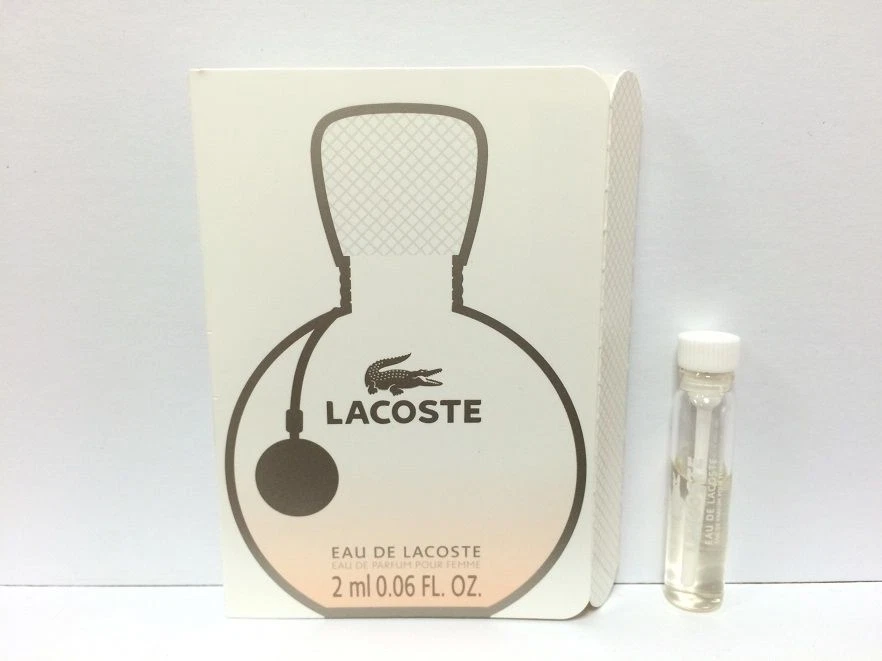 LACOSTE
EAU DE LACOSTE
EAU DE PARFUM POUR FEMME
2 ml 0.06 FL. OZ.
EAU DE LACOSTE